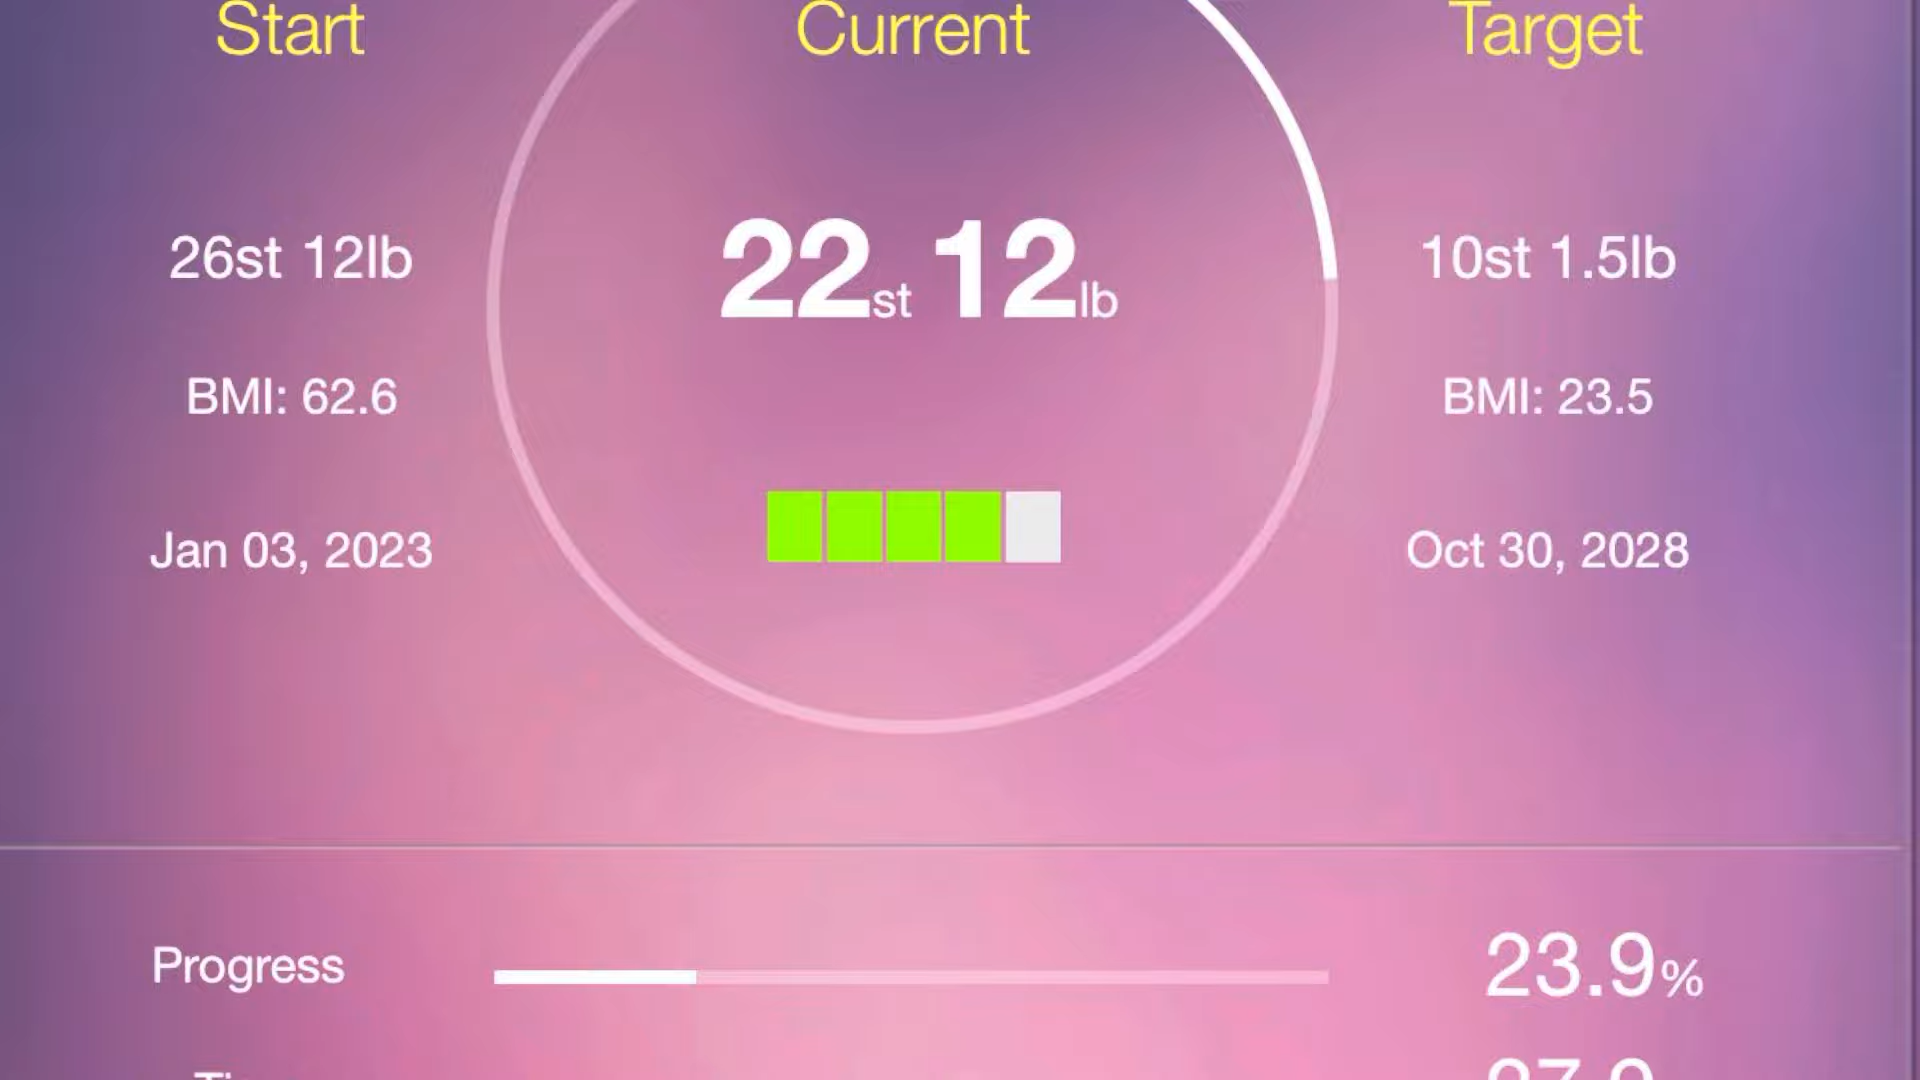 Start Current Target
26st 12lb 22st 12lb 10st 1.5lb
BMI: 62.6 BMI: 23.5
Jan 03, 2023 Oct 30, 2028
Progress 23.9%